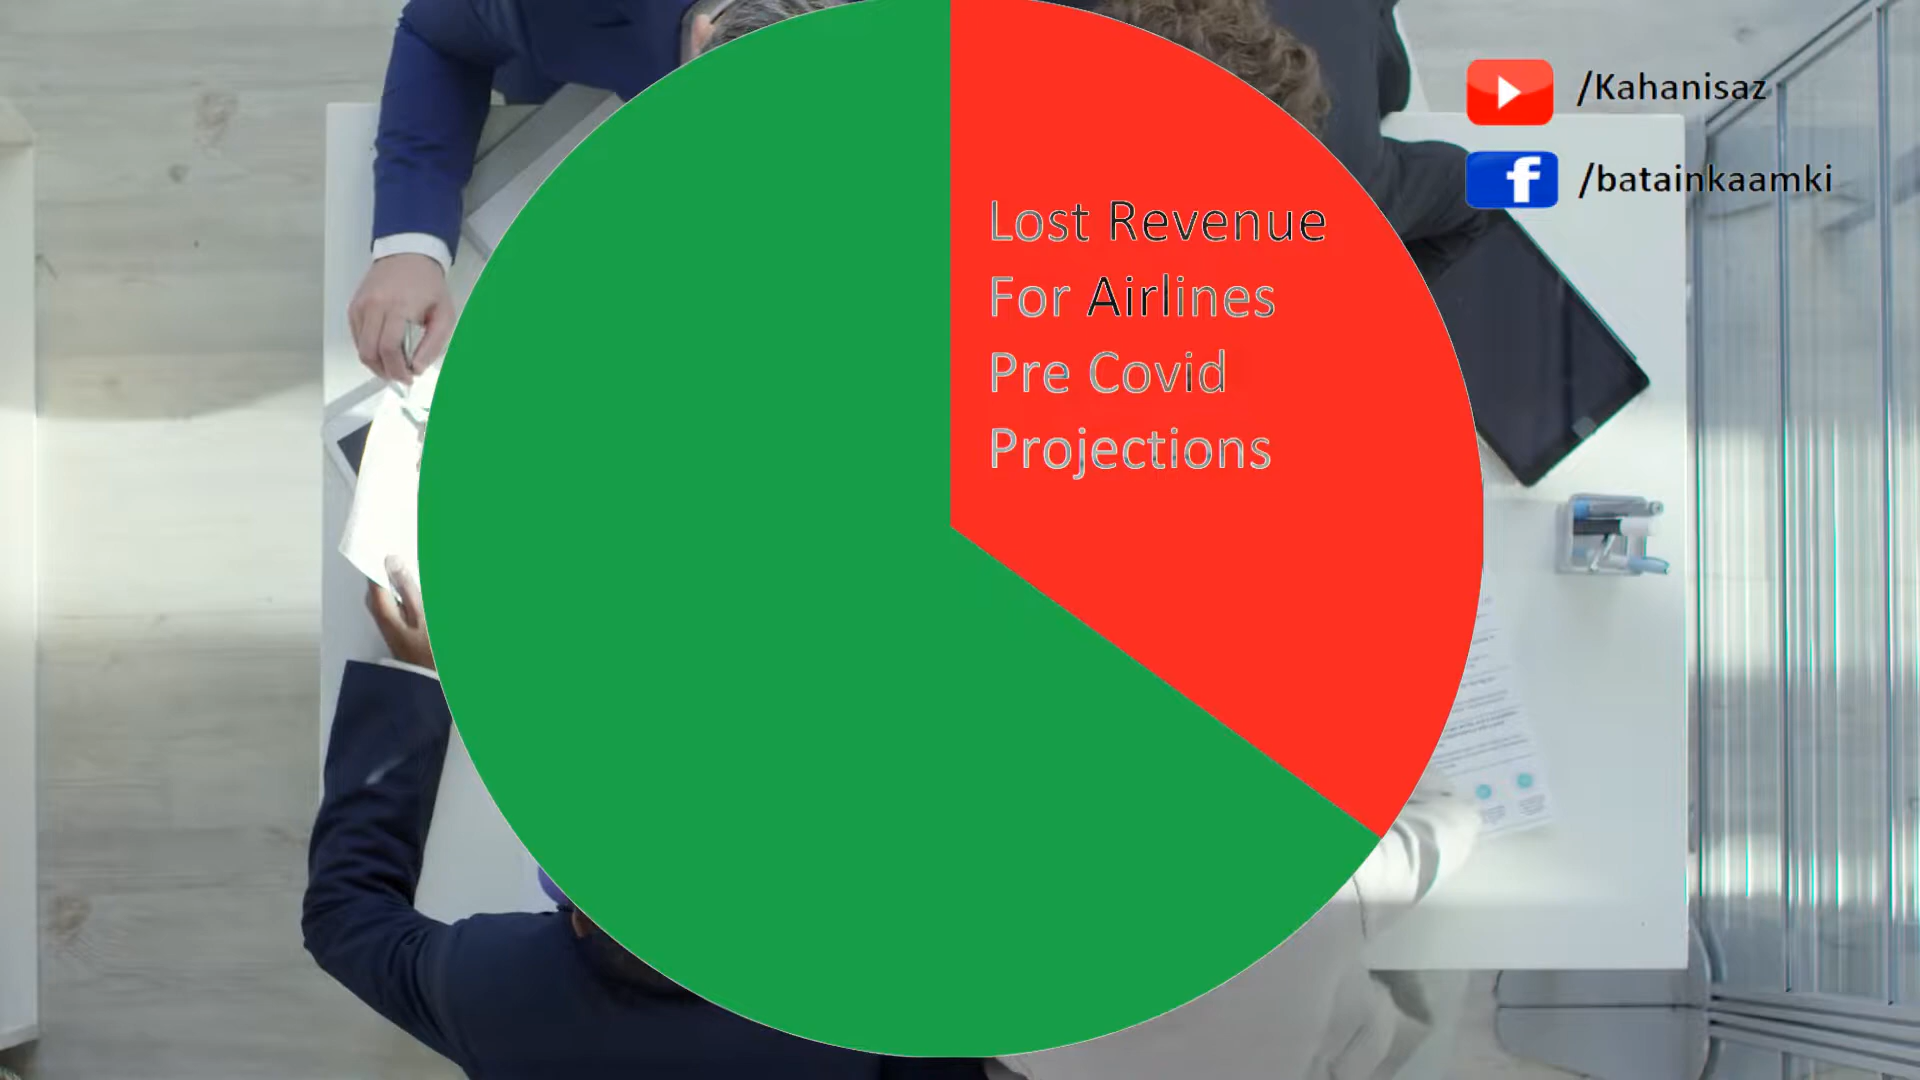 /Kahanisaz
/batainkaamki
Lost Revenue
For Airlines
Pre Covid
Projections